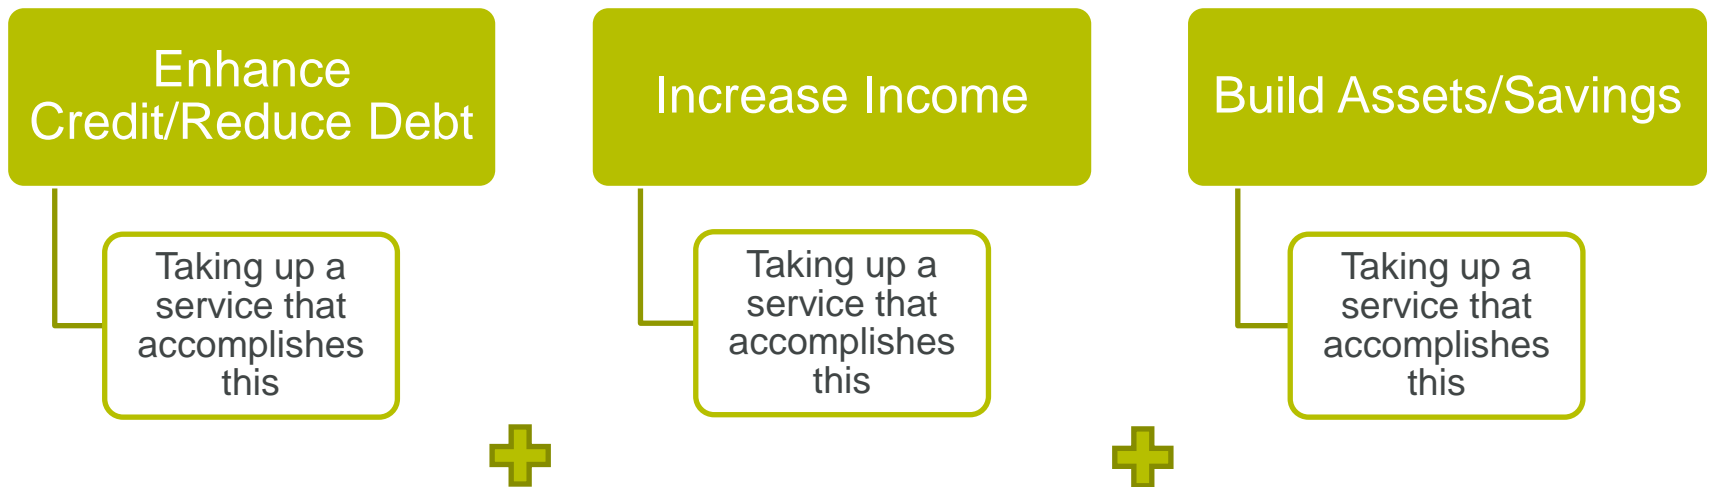 Enhance
Credit/Reduce Debt
Taking up a
service that
accomplishes
this
Increase Income
Taking up a
service that
accomplishes
this
Build Assets/Savings
Taking up a
service that
accomplishes
this